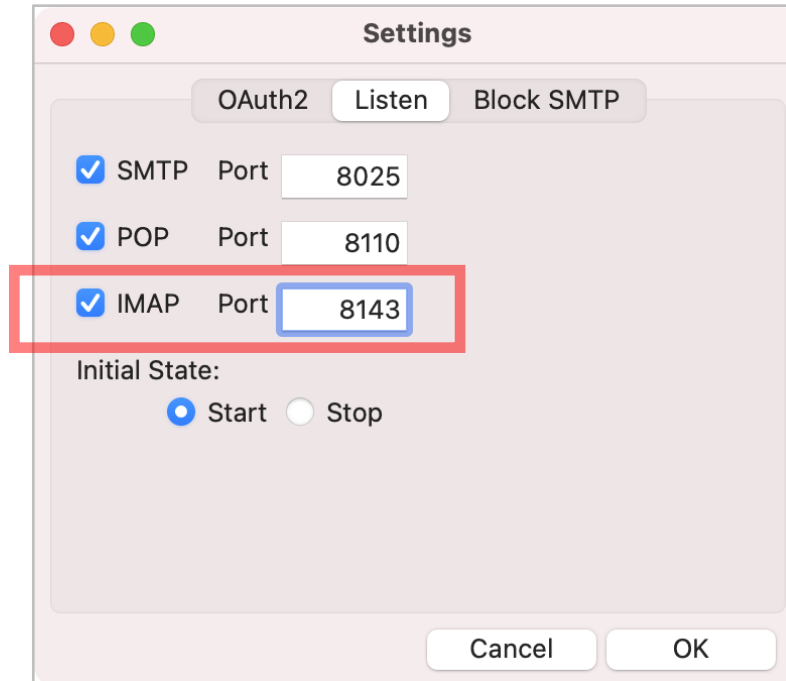 Settings
OAuth2 Listen Block SMTP
SMTP Port 8025
POP Port 8110
IMAP Port 8143
Initial State:
Start Stop
Cancel OK